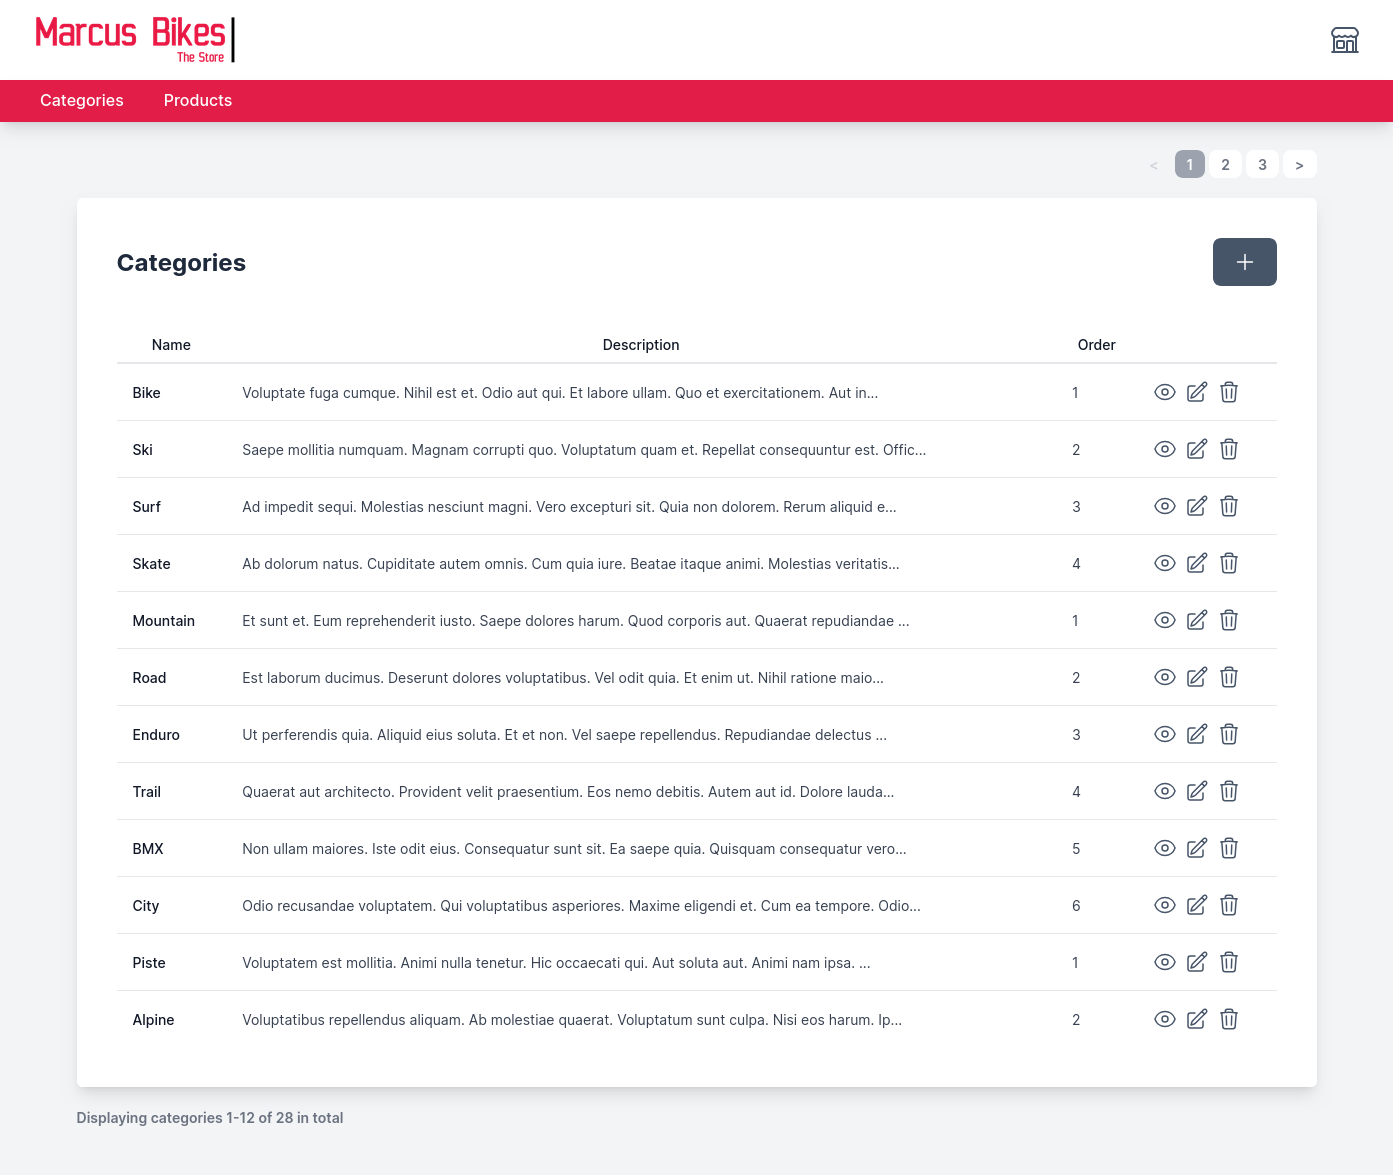 Marcus Bikes
The Store
Categories Products
< 1 2 3 >
Categories
Name Description Order
Bike Voluptate fuga cumque. Nihil est et. Odio aut qui. Et labore ullam. Quo et exercitationem. Aut in... 1
Ski Saepe mollitia numquam. Magnam corrupti quo. Voluptatum quam et. Repellat consequuntur est. Offic... 2
Surf Ad impedit sequi. Molestias nesciunt magni. Vero excepturi sit. Quia non dolorem. Rerum aliquid e... 3
Skate Ab dolorum natus. Cupiditate autem omnis. Cum quia iure. Beatae itaque animi. Molestias veritatis... 4
Mountain Et sunt et. Eum reprehenderit iusto. Saepe dolores harum. Quod corporis aut. Quaerat repudiandae ... 1
Road Est laborum ducimus. Deserunt dolores voluptatibus. Vel odit quia. Et enim ut. Nihil ratione maio... 2
Enduro Ut perferendis quia. Aliquid eius soluta. Et et non. Vel saepe repellendus. Repudiandae delectus ... 3
Trail Quaerat aut architecto. Provident velit praesentium. Eos nemo debitis. Autem aut id. Dolore lauda... 4
BMX Non ullam maiores. Iste odit eius. Consequatur sunt sit. Ea saepe quia. Quisquam consequatur vero... 5
City Odio recusandae voluptatem. Qui voluptatibus asperiores. Maxime eligendi et. Cum ea tempore. Odio... 6
Piste Voluptatem est mollitia. Animi nulla tenetur. Hic occaecati qui. Aut soluta aut. Animi nam ipsa. ... 1
Alpine Voluptatibus repellendus aliquam. Ab molestiae quaerat. Voluptatum sunt culpa. Nisi eos harum. Ip... 2
Displaying categories 1-12 of 28 in total